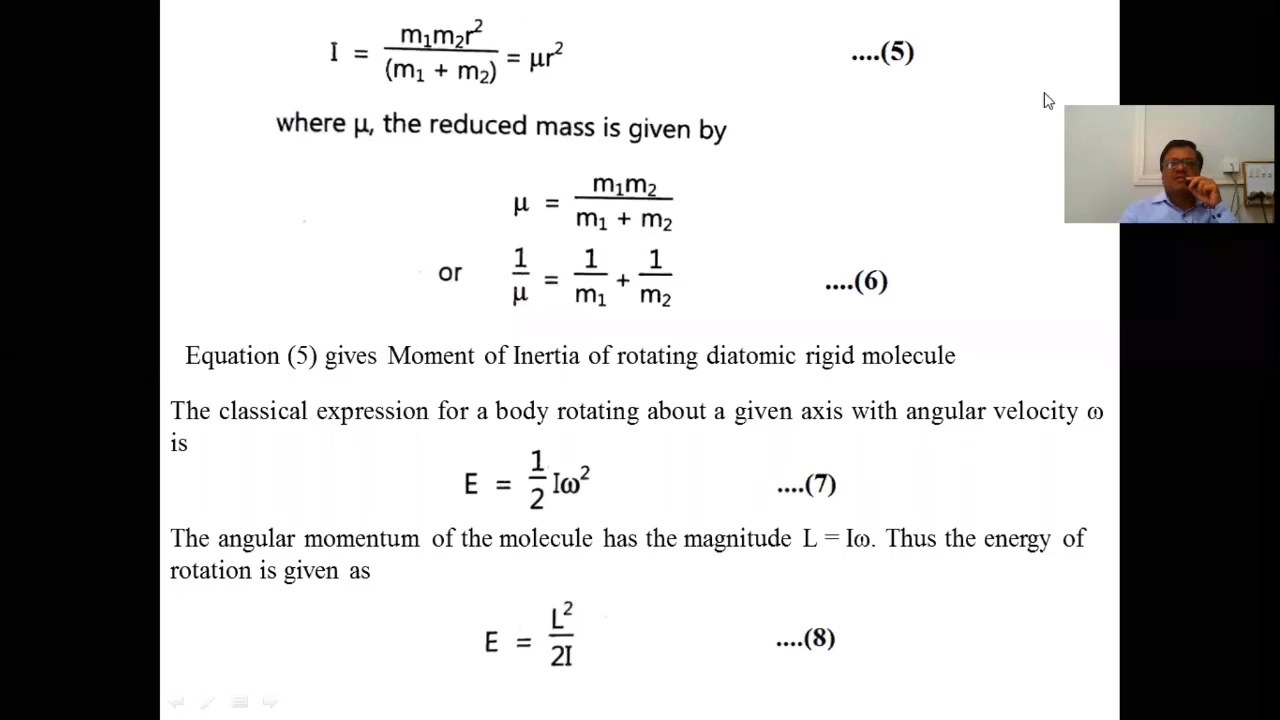 I = m₁m₂r² / (m₁ + m₂) = μr² ....(5)
where μ, the reduced mass is given by
μ = m₁m₂ / m₁ + m₂
or 1/μ = 1/m₁ + 1/m₂ ....(6)
Equation (5) gives Moment of Inertia of rotating diatomic rigid molecule
The classical expression for a body rotating about a given axis with angular velocity ω
is
E = 1/2 Iω² ....(7)
The angular momentum of the molecule has the magnitude L = Iω. Thus the energy of
rotation is given as
E = L²/2I ....(8)